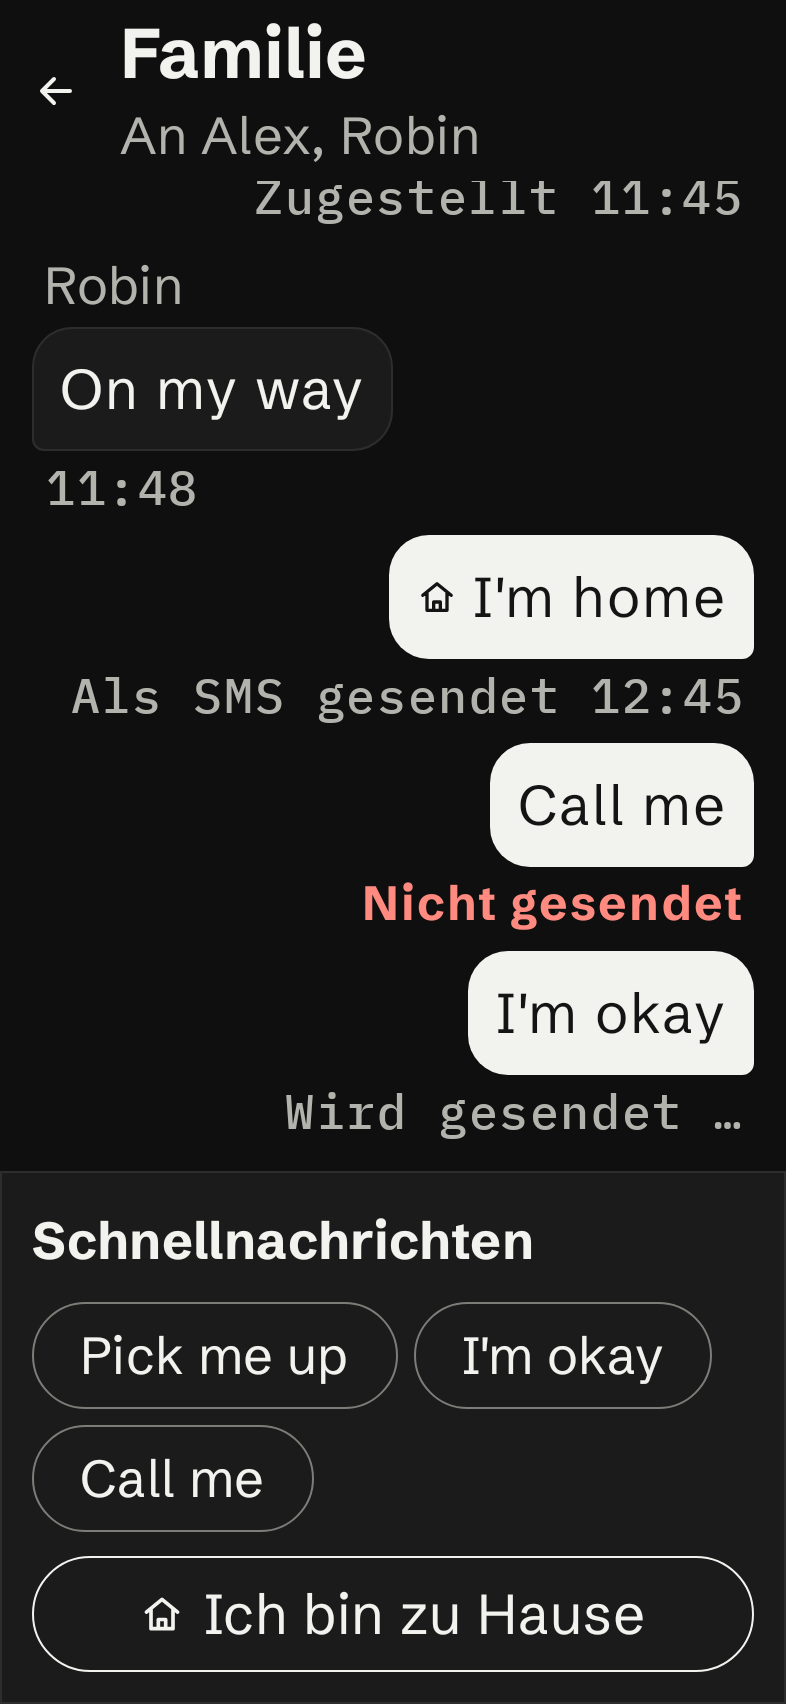 Familie
An Alex, Robin
Zugestellt 11:45
Robin
On my way
11:48
I'm home
Als SMS gesendet 12:45
Call me
Nicht gesendet
I'm okay
Wird gesendet …
Schnellnachrichten
Pick me up
I'm okay
Call me
Ich bin zu Hause